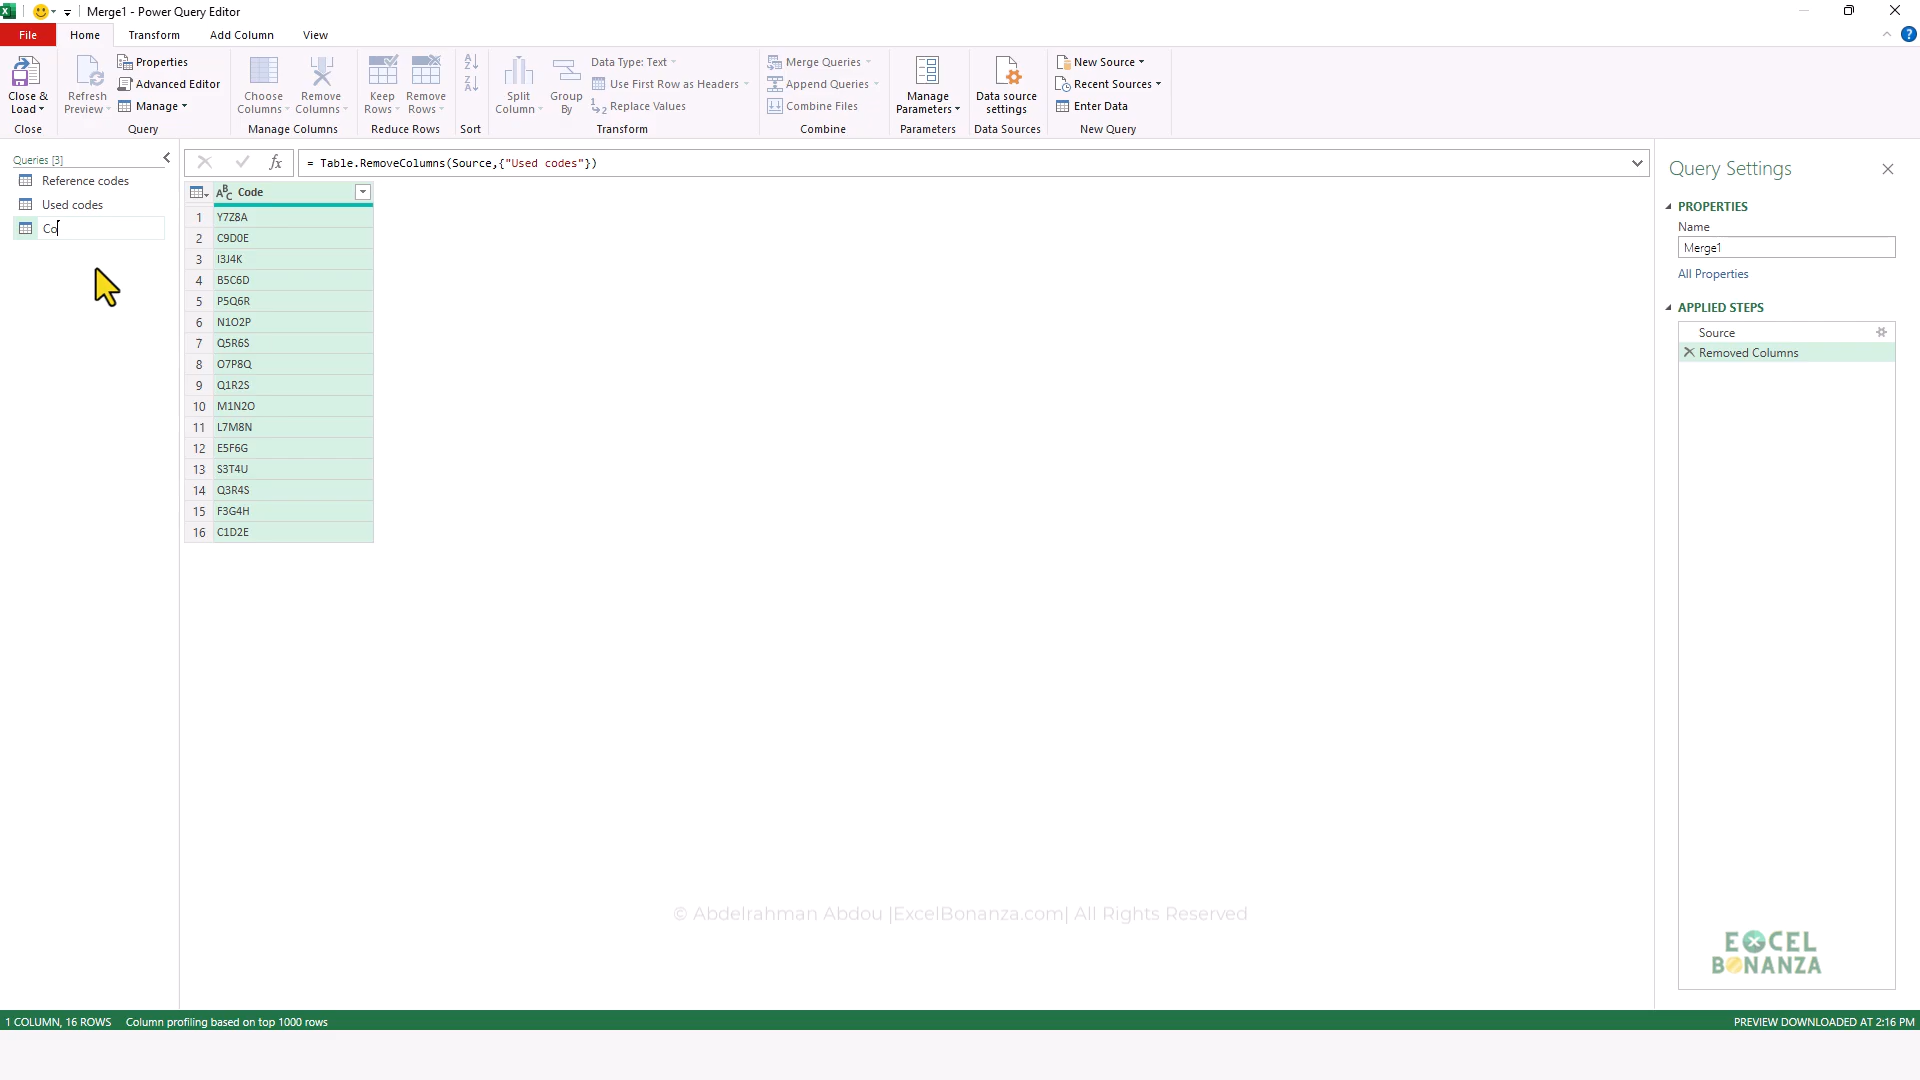 Merge1 - Power Query Editor
File Home Transform Add Column View ?
Close & Load
Close
Refresh Preview
Properties
Advanced Editor
Manage
Query
Choose Columns
Remove Columns
Manage Columns
Keep Rows
Remove Rows
Reduce Rows
Sort
Split Column
Group By
Data Type: Text
Use First Row as Headers
Replace Values
Transform
Merge Queries
Append Queries
Combine Files
Combine
Manage Parameters
Parameters
Data source settings
Data Sources
New Source
Recent Sources
Enter Data
New Query
Queries [3]
Reference codes
Used codes
Co
fx = Table.RemoveColumns(Source,{"Used codes"})
ABC Code
1 Y7Z8A
2 C9D0E
3 I3J4K
4 B5C6D
5 P5Q6R
6 N1O2P
7 Q5R6S
8 O7P8Q
9 Q1R2S
10 M1N2O
11 L7M8N
12 E5F6G
13 S3T4U
14 Q3R4S
15 F3G4H
16 C1D2E
Query Settings
PROPERTIES
Name
Merge1
All Properties
APPLIED STEPS
Source
Removed Columns
© Abdelrahman Abdou |ExcelBonanza.com| All Rights Reserved
EXCEL
BONANZA
1 COLUMN, 16 ROWS Column profiling based on top 1000 rows
PREVIEW DOWNLOADED AT 2:16 PM